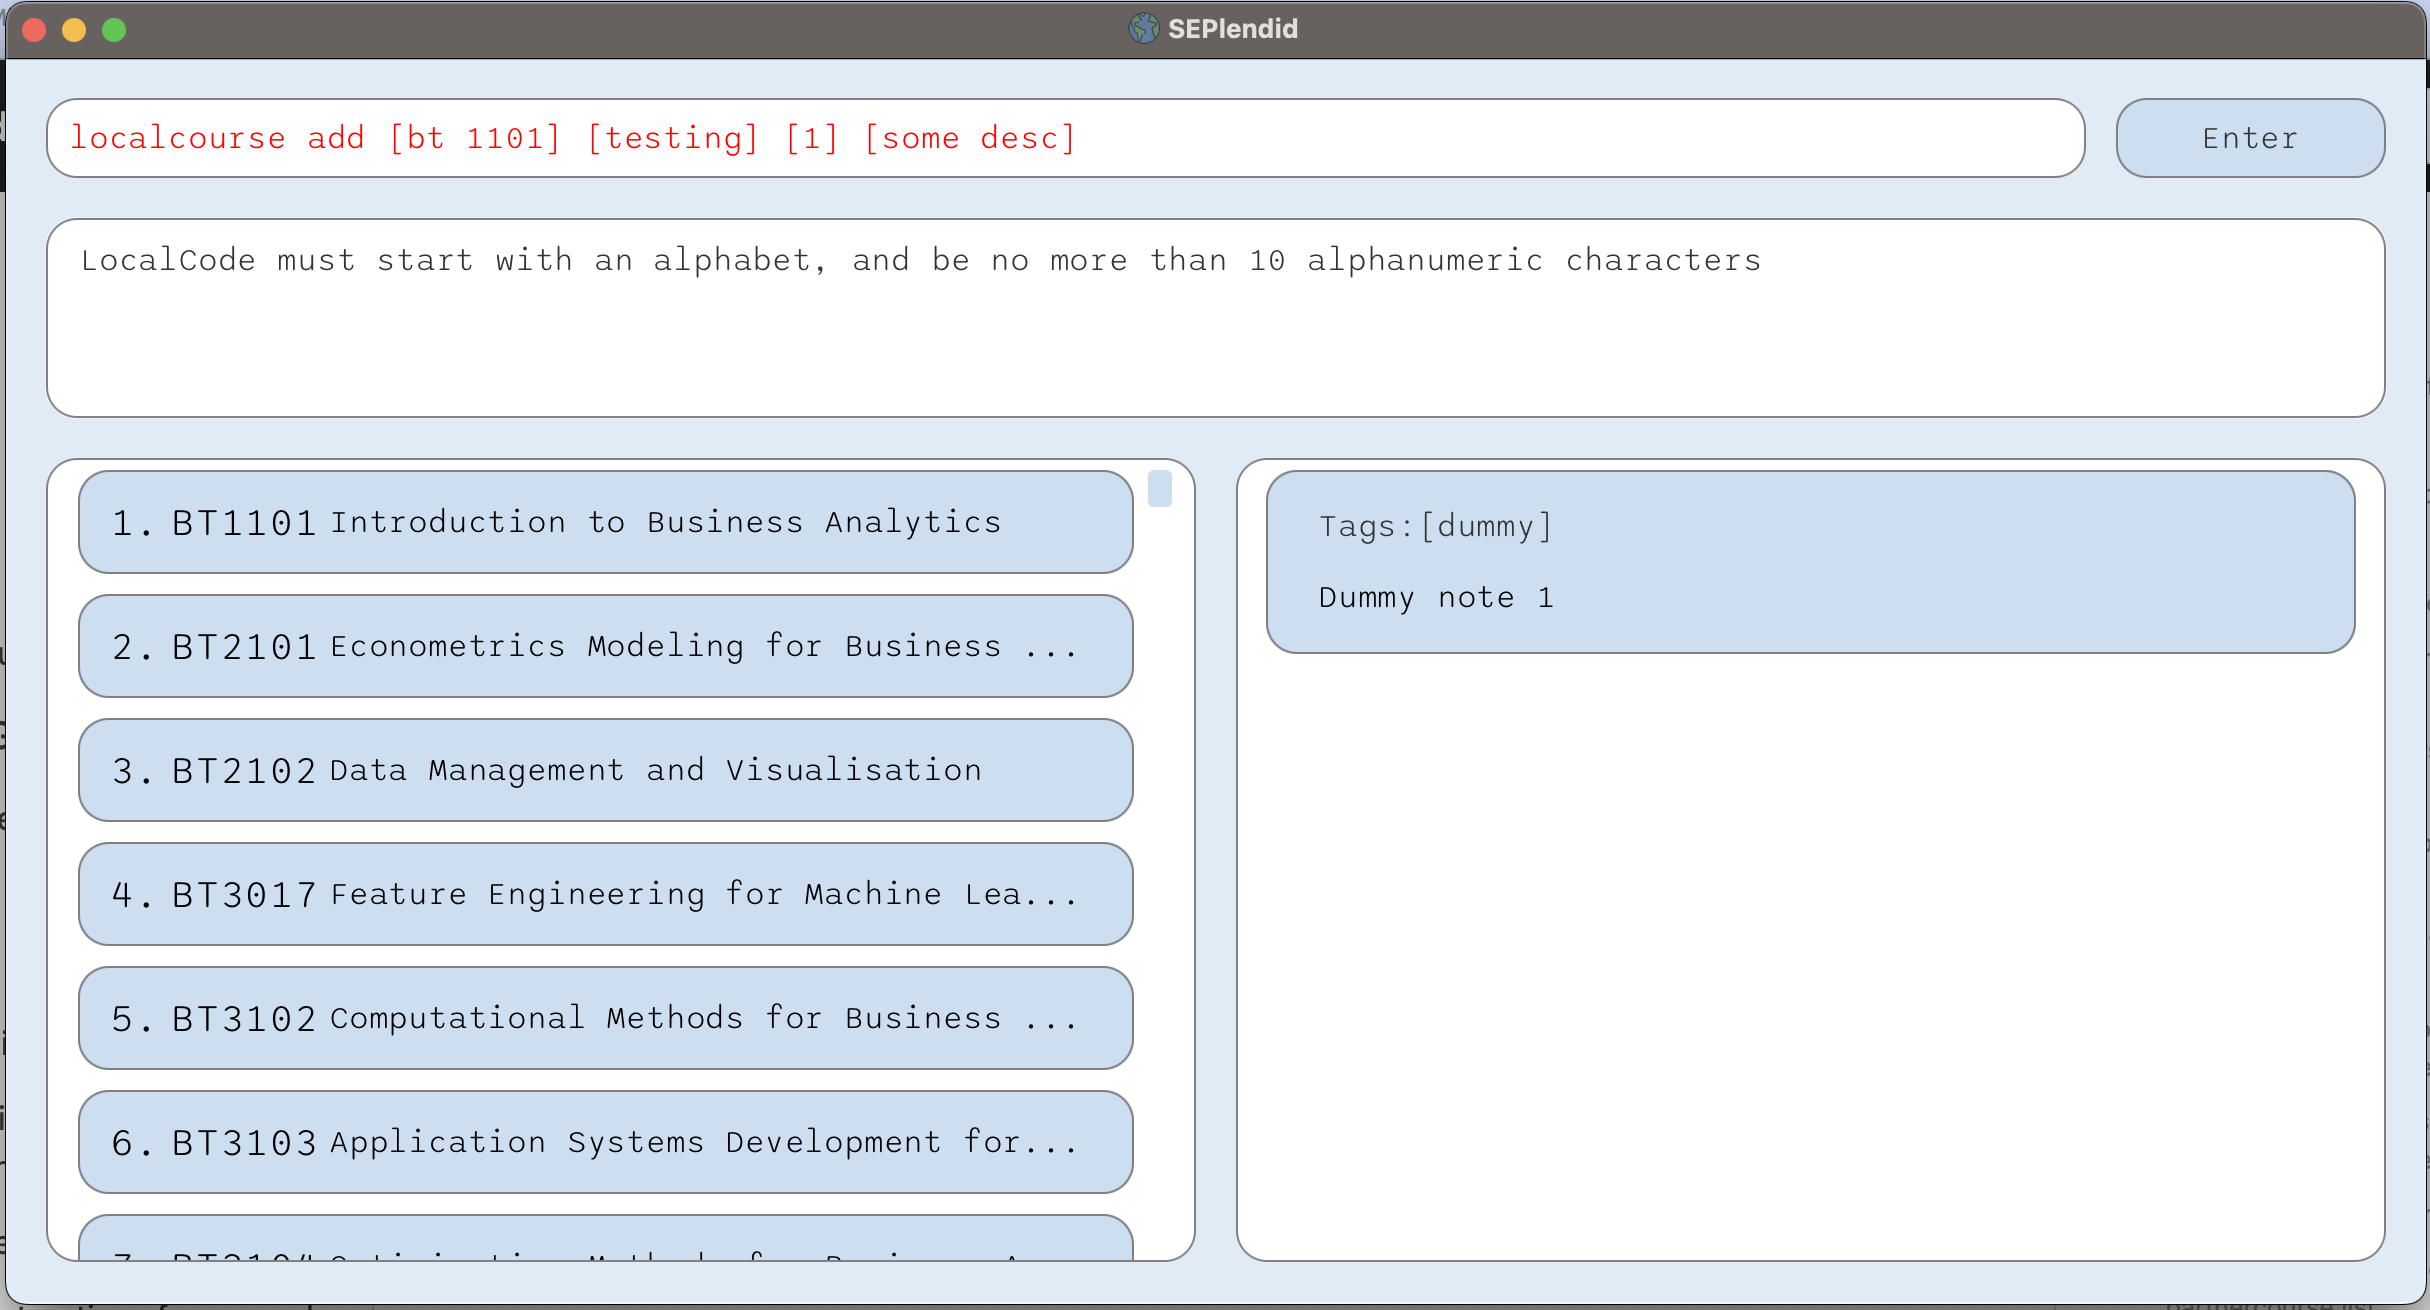 SEPlendid
localcourse add [bt 1101] [testing] [1] [some desc]
Enter
LocalCode must start with an alphabet, and be no more than 10 alphanumeric characters
1. BT1101 Introduction to Business Analytics
2. BT2101 Econometrics Modeling for Business ...
3. BT2102 Data Management and Visualisation
4. BT3017 Feature Engineering for Machine Lea...
5. BT3102 Computational Methods for Business ...
6. BT3103 Application Systems Development for...
Tags:[dummy]
Dummy note 1